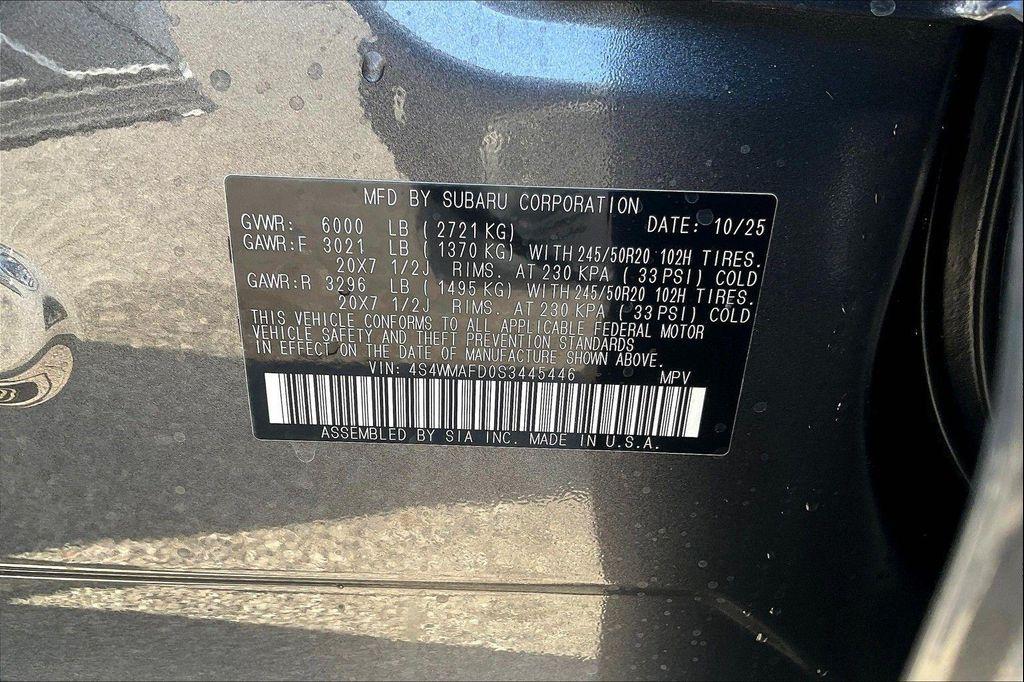 MFD BY SUBARU CORPORATION
GVWR: 6000 LB ( 2721 KG) DATE: 10/25
GAWR:F 3021 LB ( 1370 KG) WITH 245/50R20 102H TIRES.
20X7 1/2J RIMS. AT 230 KPA ( 33 PSI) COLD
GAWR:R 3296 LB ( 1495 KG) WITH 245/50R20 102H TIRES.
20X7 1/2J RIMS. AT 230 KPA ( 33 PSI) COLD
THIS VEHICLE CONFORMS TO ALL APPLICABLE FEDERAL MOTOR
VEHICLE SAFETY AND THEFT PREVENTION STANDARDS
IN EFFECT ON THE DATE OF MANUFACTURE SHOWN ABOVE.
VIN: 4S4WMAFD0S3445446 MPV
ASSEMBLED BY SIA INC. MADE IN U.S.A.